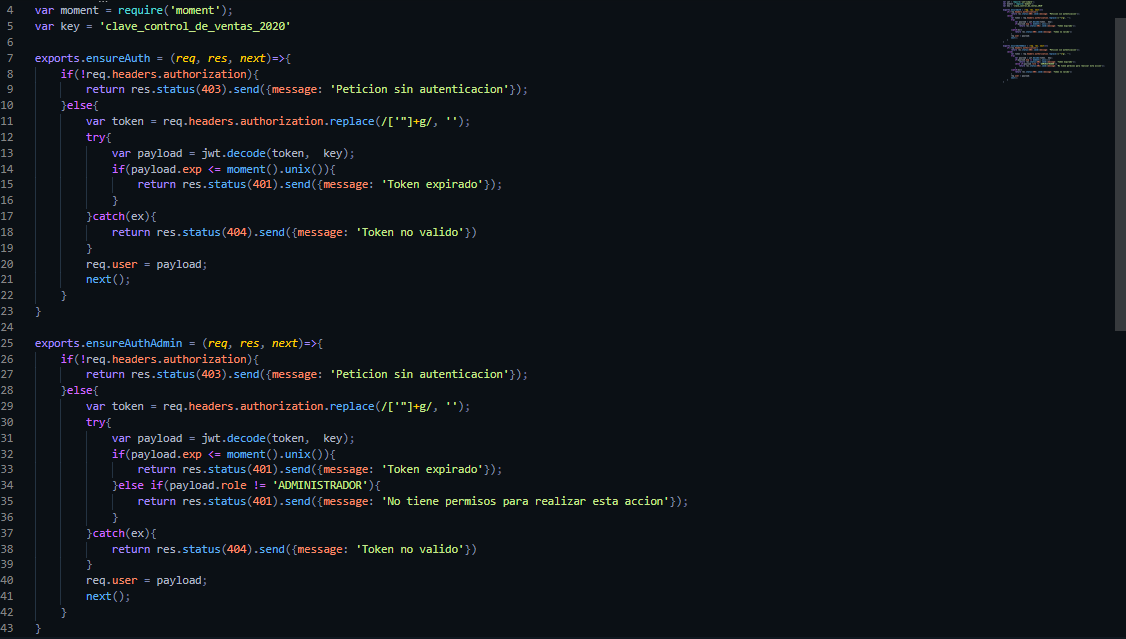 4 var moment = require('moment');
5 var key = 'clave_control_de_ventas_2020'
6
7 exports.ensureAuth = (req, res, next)=>{
8     if(!req.headers.authorization){
9         return res.status(403).send({message: 'Peticion sin autenticacion'});
10     }else{
11         var token = req.headers.authorization.replace(/['"]+g/, '');
12         try{
13             var payload = jwt.decode(token,  key);
14             if(payload.exp <= moment().unix()){
15                 return res.status(401).send({message: 'Token expirado'});
16             }
17         }catch(ex){
18             return res.status(404).send({message: 'Token no valido'})
19         }
20         req.user = payload;
21         next();
22     }
23 }
24
25 exports.ensureAuthAdmin = (req, res, next)=>{
26     if(!req.headers.authorization){
27         return res.status(403).send({message: 'Peticion sin autenticacion'});
28     }else{
29         var token = req.headers.authorization.replace(/['"]+g/, '');
30         try{
31             var payload = jwt.decode(token,  key);
32             if(payload.exp <= moment().unix()){
33                 return res.status(401).send({message: 'Token expirado'});
34             }else if(payload.role != 'ADMINISTRADOR'){
35                 return res.status(401).send({message: 'No tiene permisos para realizar esta accion'});
36             }
37         }catch(ex){
38             return res.status(404).send({message: 'Token no valido'})
39         }
40         req.user = payload;
41         next();
42     }
43 }